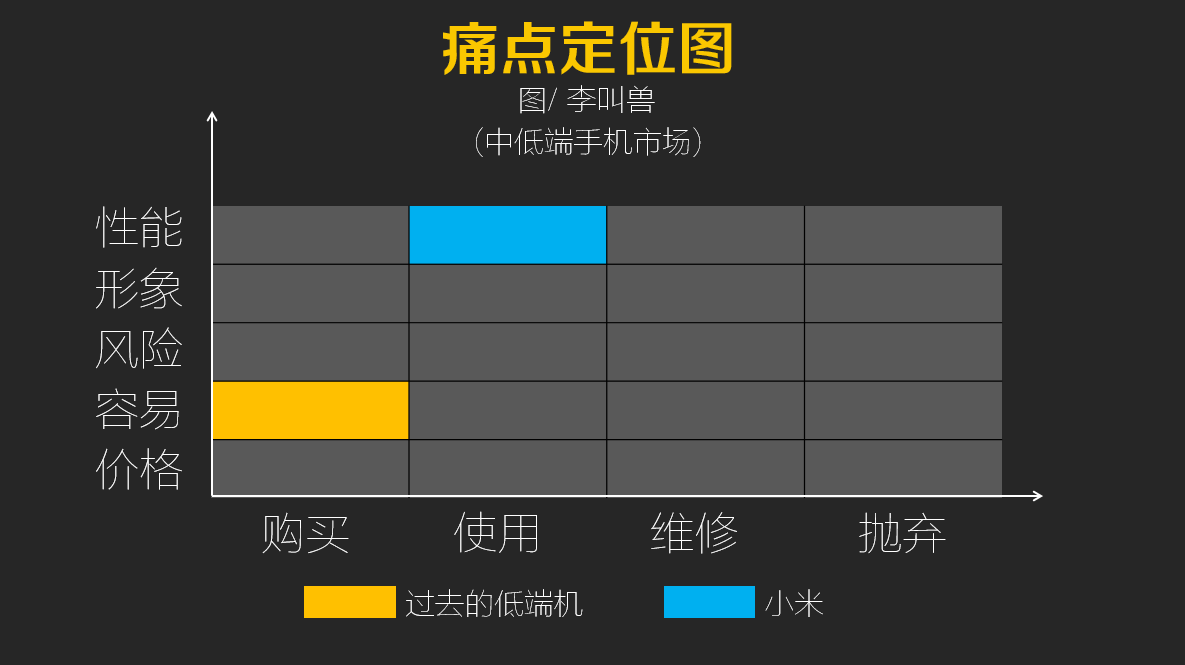 痛点定位图
图/ 李叫兽
（中低端手机市场）
性能
形象
风险
容易
价格
购买 使用 维修 抛弃
过去的低端机 小米